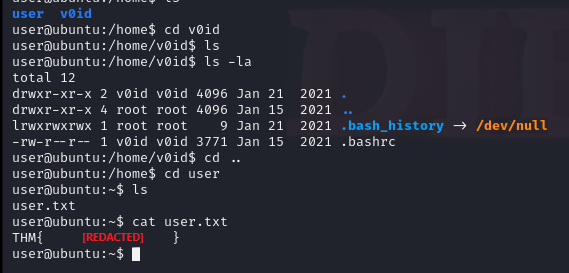 user v0id
user@ubuntu:/home$ cd v0id
user@ubuntu:/home/v0id$ ls
user@ubuntu:/home/v0id$ ls -la
total 12
drwxr-xr-x 2 v0id v0id 4096 Jan 21 2021 .
drwxr-xr-x 4 root root 4096 Jan 15 2021 ..
lrwxrwxrwx 1 root root 9 Jan 21 2021 .bash_history → /dev/null
-rw-r--r-- 1 v0id v0id 3771 Jan 15 2021 .bashrc
user@ubuntu:/home/v0id$ cd ..
user@ubuntu:/home$ cd user
user@ubuntu:~$ ls
user.txt
user@ubuntu:~$ cat user.txt
THM{ [REDACTED] }
user@ubuntu:~$